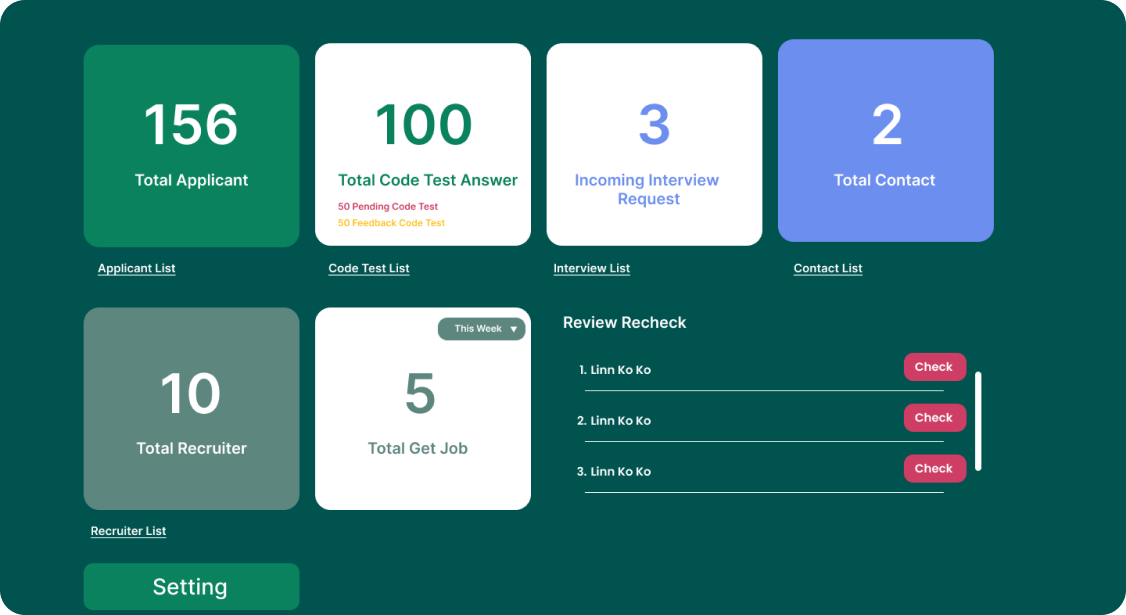 156
Total Applicant
100
Total Code Test Answer
50 Pending Code Test
50 Feedback Code Test
3
Incoming Interview
Request
2
Total Contact
Applicant List
Code Test List
Interview List
Contact List
10
Total Recruiter
This Week
5
Total Get Job
Review Recheck
1. Linn Ko Ko
Check
2. Linn Ko Ko
Check
3. Linn Ko Ko
Check
Recruiter List
Setting